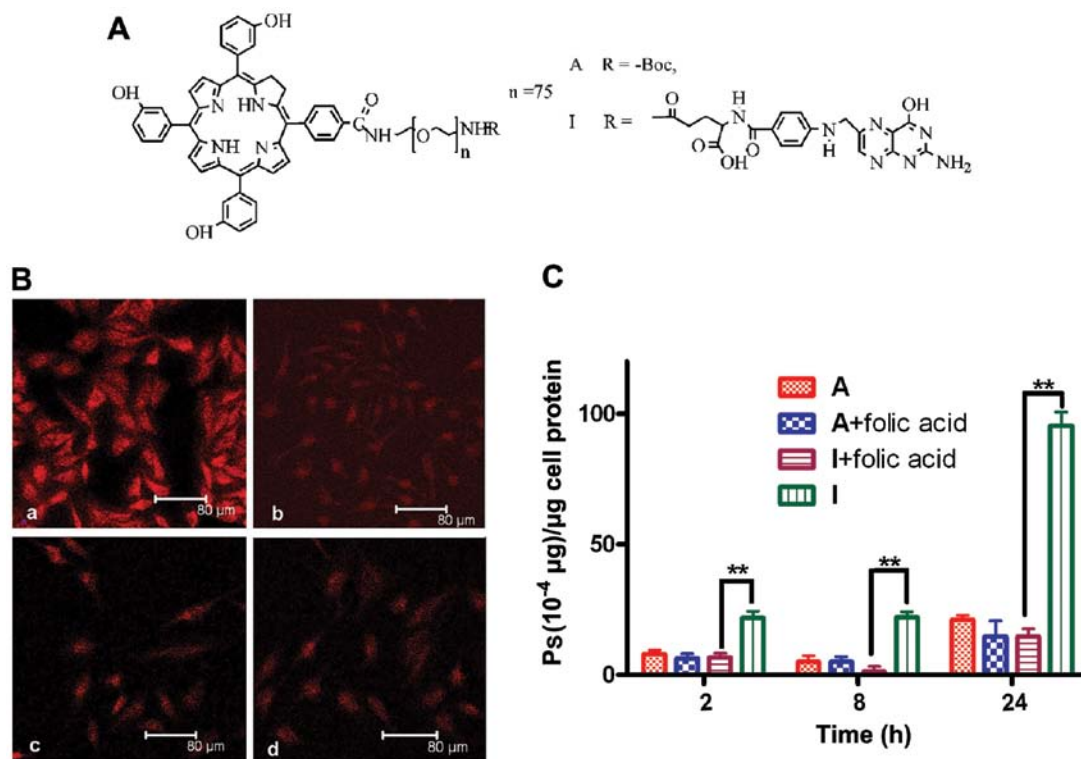 A
OH
OH
OH
N
HN
NH
N
O
C
NH
O
n
NHR
n =75
A R = -Boc,
I R =
O
H
N
O
OH
O
N
H
N
N
OH
N
N
NH₂
B
a
80 µm
b
80 µm
c
80 µm
d
80 µm
C
Ps(10⁻⁴ µg)/µg cell protein
100
50
0
A
A+folic acid
I+folic acid
I
**
**
**
2
8
24
Time (h)